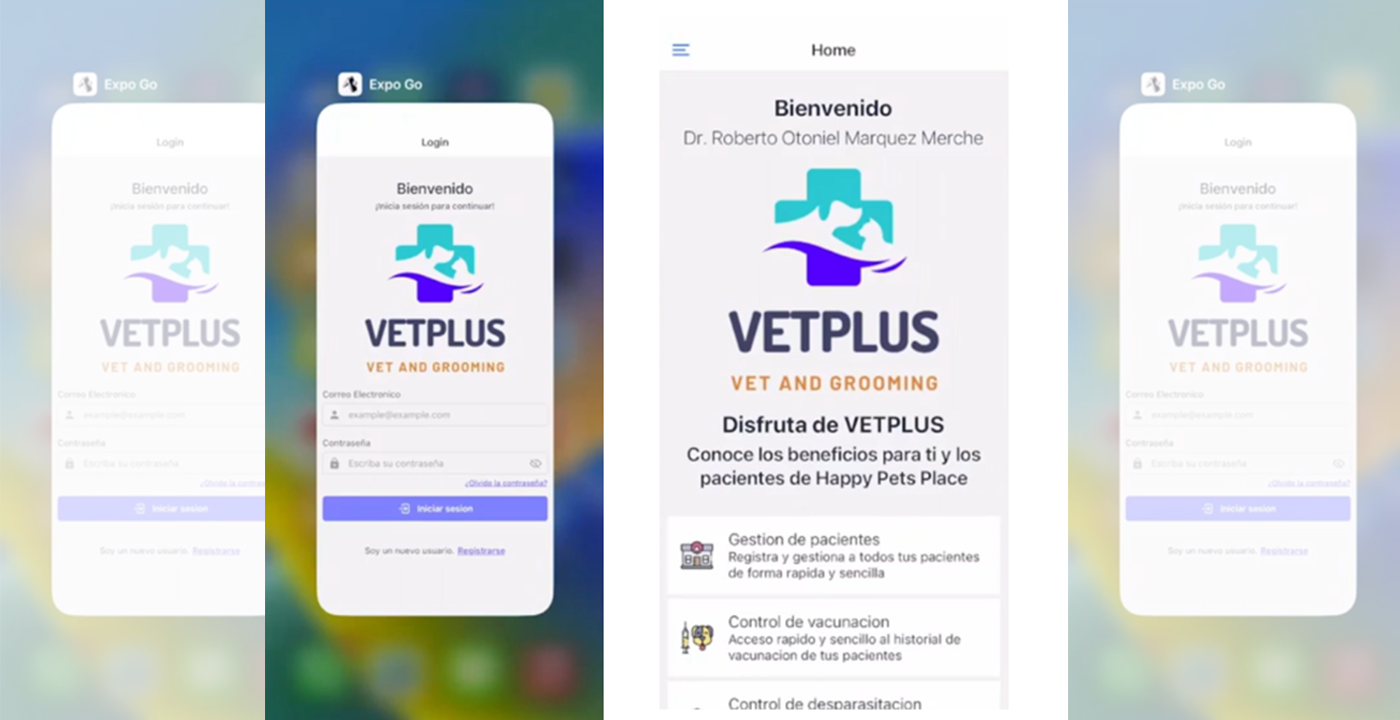 Expo Go
Login
Bienvenido
¡Inicia sesión para continuar!
VETPLUS
VET AND GROOMING
Correo Electronico
example@example.com
Contraseña
Escriba su contraseña
¿Olvido la contraseña?
Iniciar sesion
Soy un nuevo usuario. Registrarse
Expo Go
Login
Bienvenido
¡Inicia sesión para continuar!
VETPLUS
VET AND GROOMING
Correo Electronico
example@example.com
Contraseña
Escriba su contraseña
¿Olvido la contraseña?
Iniciar sesion
Soy un nuevo usuario. Registrarse
Home
Bienvenido
Dr. Roberto Otoniel Marquez Merche
VETPLUS
VET AND GROOMING
Disfruta de VETPLUS
Conoce los beneficios para ti y los
pacientes de Happy Pets Place
Gestion de pacientes
Registra y gestiona a todos tus pacientes
de forma rapida y sencilla
Control de vacunacion
Acceso rapido y sencillo al historial de
vacunacion de tus pacientes
Control de desparasitacion
Expo Go
Login
Bienvenido
¡Inicia sesión para continuar!
VETPLUS
VET AND GROOMING
Correo Electronico
example@example.com
Contraseña
Escriba su contraseña
¿Olvido la contraseña?
Iniciar sesion
Soy un nuevo usuario. Registrarse